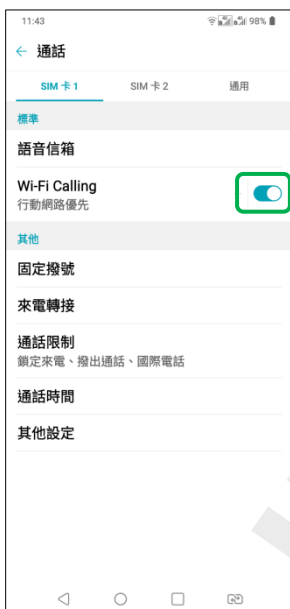 11:43 98%
← 通話
SIM 卡 1 SIM 卡 2 通用
標準
語音信箱
Wi-Fi Calling
行動網路優先
其他
固定撥號
來電轉接
通話限制
鎖定來電、撥出通話、國際電話
通話時間
其他設定